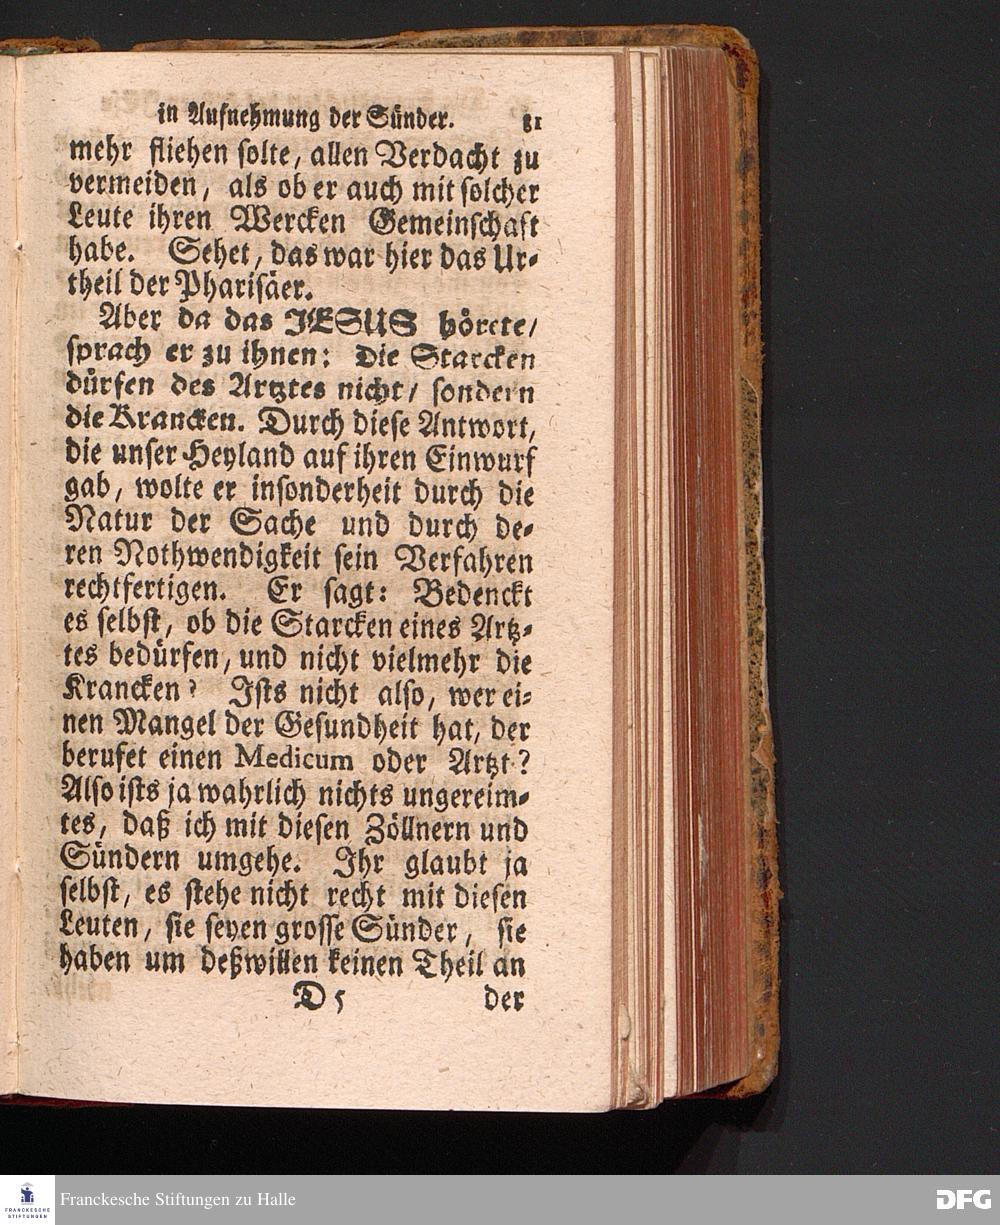 in Aufnehmung der Sünder. 81
mehr fliehen solte, allen Verdacht zu
vermeiden, als ob er auch mit solcher
Leute ihren Wercken Gemeinschaft
habe. Sehet, das war hier das Ur-
theil der Pharisäer.
Aber da das JESUS hörete/
sprach er zu ihnen: Die Starcken
dürfen des Artztes nicht/ sondern
die Krancken. Durch diese Antwort,
die unser Heyland auf ihren Einwurf
gab, wolte er insonderheit durch die
Natur der Sache und durch de-
ren Nothwendigkeit sein Verfahren
rechtfertigen. Er sagt: Bedenckt
es selbst, ob die Starcken eines Artz-
tes bedürfen, und nicht vielmehr die
Krancken? Ists nicht also, wer ei-
nen Mangel der Gesundheit hat, der
berufet einen Medicum oder Artzt?
Also ists ja wahrlich nichts ungereim-
tes, daß ich mit diesen Zöllnern und
Sündern umgehe. Ihr glaubt ja
selbst, es stehe nicht recht mit diesen
Leuten, sie seyen grosse Sünder, sie
haben um deßwillen keinen Theil an
D 5 der
FRANCKESCHE
STIFTUNGEN
Franckesche Stiftungen zu Halle
DFG